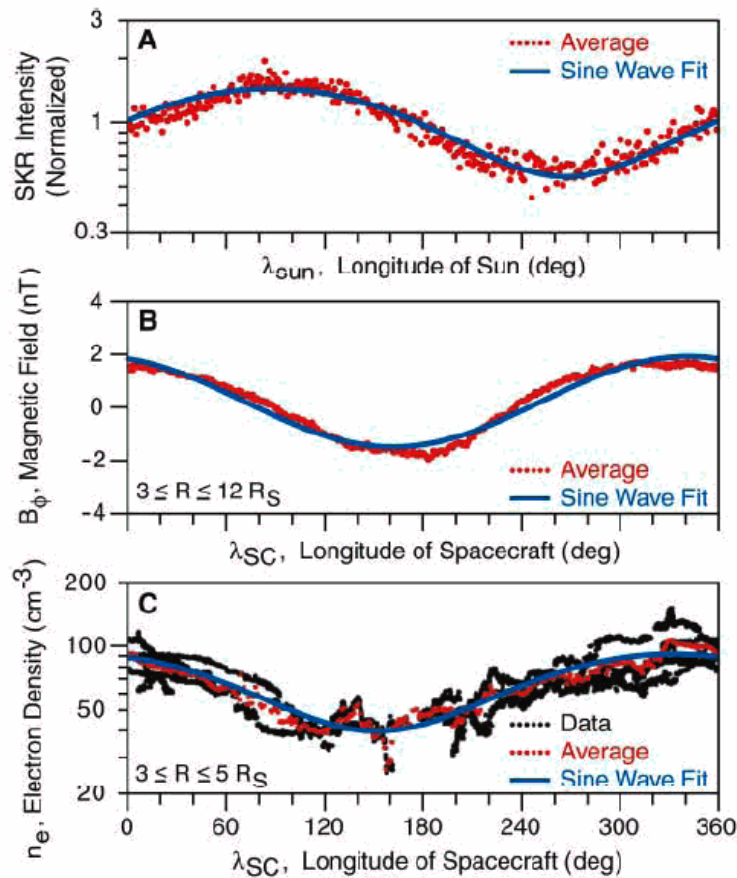 3
A
Average
Sine Wave Fit
SKR Intensity
(Normalized)
1
0.3
λsun, Longitude of Sun (deg)
4
B
2
0
-2
-4
Bϕ, Magnetic Field (nT)
Average
3 ≤ R ≤ 12 RS
Sine Wave Fit
λSC, Longitude of Spacecraft (deg)
200
C
100
50
20
ne, Electron Density (cm-3)
Data
Average
3 ≤ R ≤ 5 RS
Sine Wave Fit
0 60 120 180 240 300 360
λSC, Longitude of Spacecraft (deg)